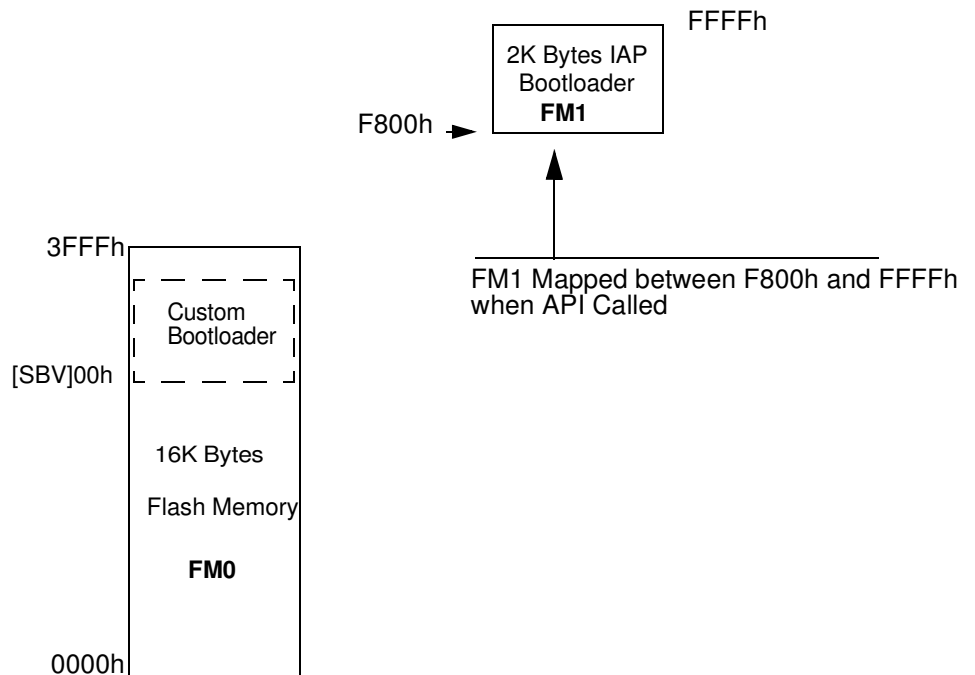 FFFFh
2K Bytes IAP
Bootloader
FM1
F800h
3FFFh
FM1 Mapped between F800h and FFFFh
when API Called
Custom
Bootloader
[SBV]00h
16K Bytes
Flash Memory
FM0
0000h